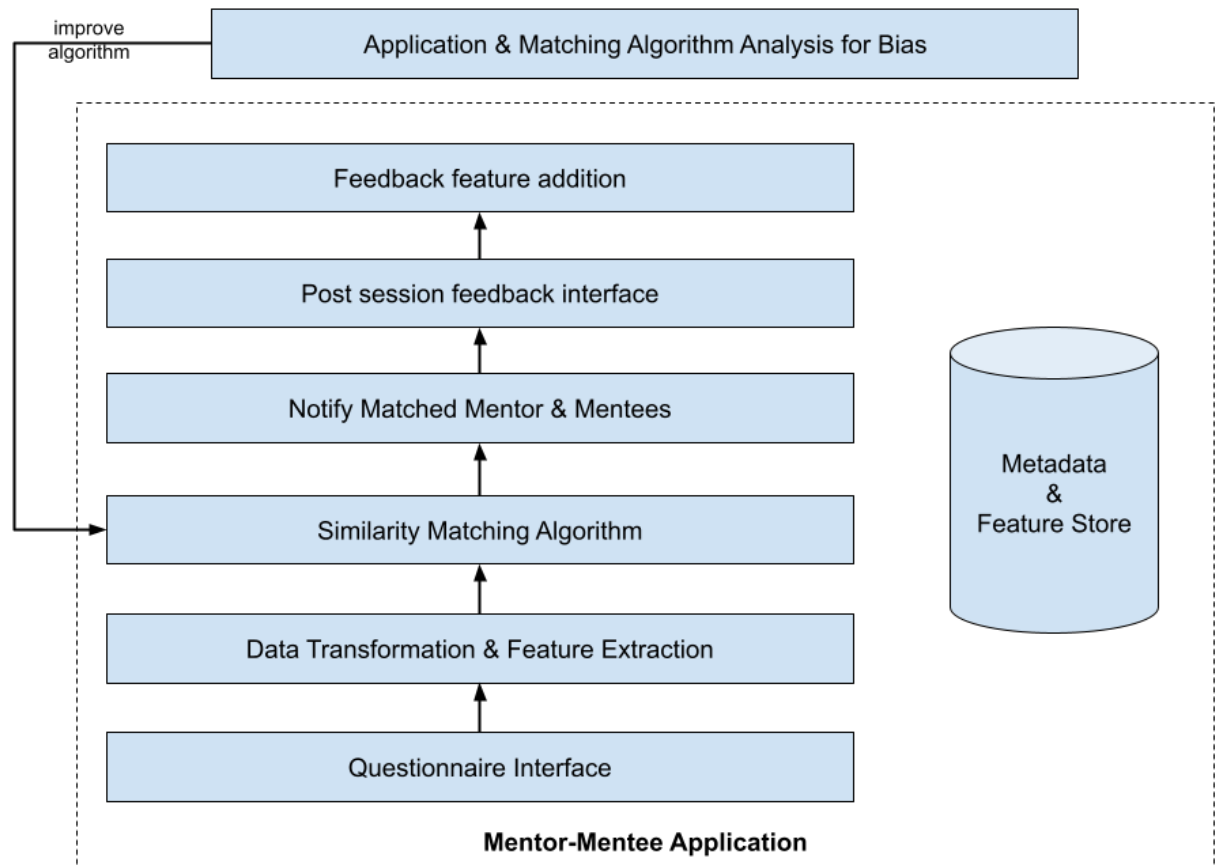 improve
algorithm
Application & Matching Algorithm Analysis for Bias
Feedback feature addition
Post session feedback interface
Notify Matched Mentor & Mentees
Similarity Matching Algorithm
Data Transformation & Feature Extraction
Questionnaire Interface
Metadata
&
Feature Store
Mentor-Mentee Application